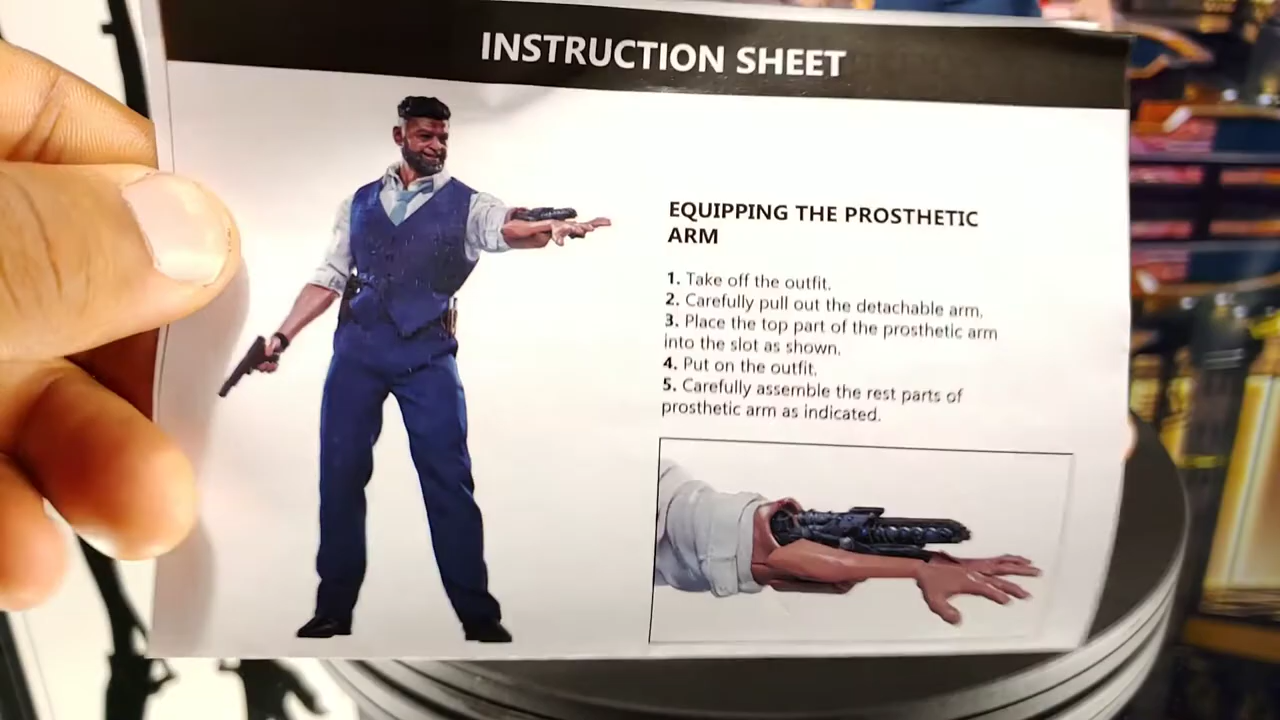 INSTRUCTION SHEET
EQUIPPING THE PROSTHETIC
ARM
1. Take off the outfit.
2. Carefully pull out the detachable arm.
3. Place the top part of the prosthetic arm
into the slot as shown.
4. Put on the outfit.
5. Carefully assemble the rest parts of
prosthetic arm as indicated.